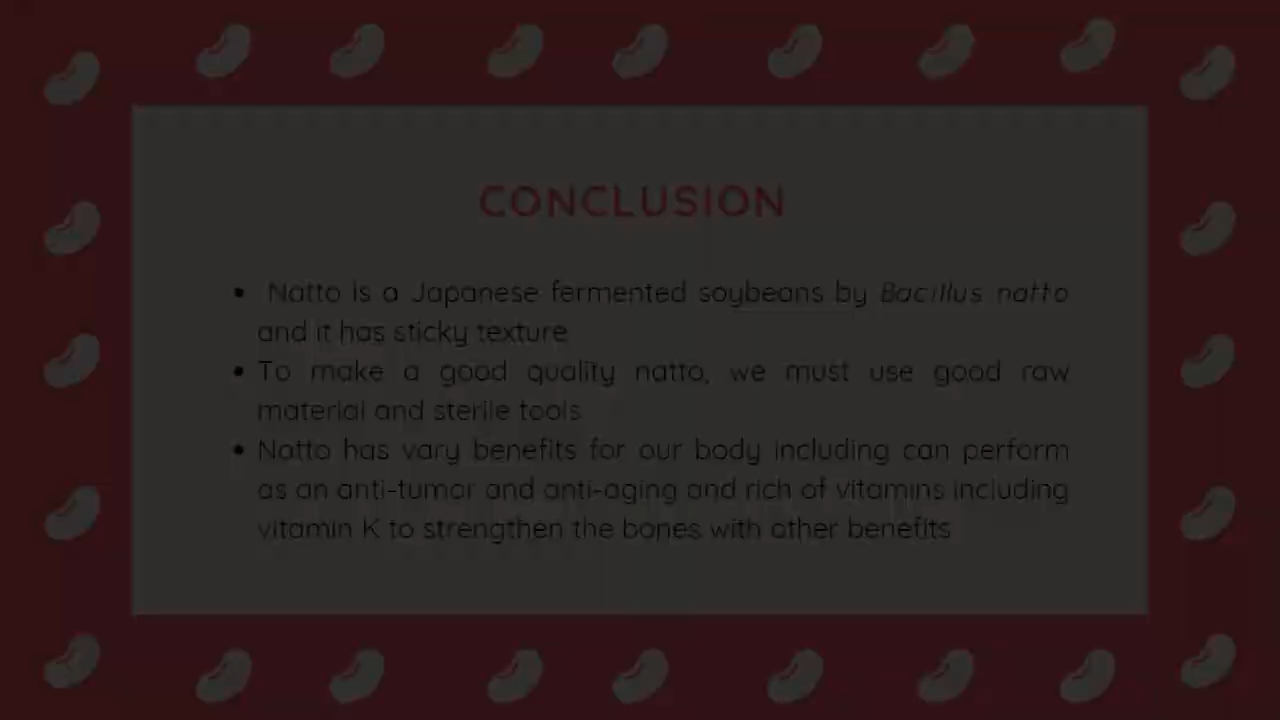 CONCLUSION
• Natto is a Japanese fermented soybeans by Bacillus natto
and it has sticky texture
• To make a good quality natto, we must use good raw
material and sterile tools
• Natto has vary benefits for our body including can perform
as an anti-tumor and anti-aging and rich of vitamins including
vitamin K to strengthen the bones with other benefits